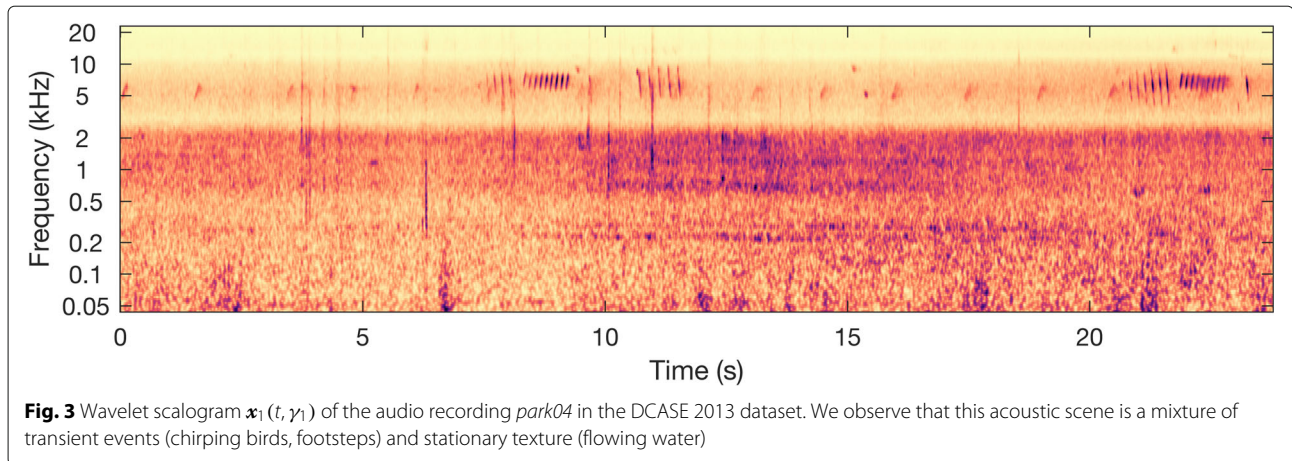 20
10
5
2
1
0.5
0.2
0.1
0.05
Frequency (kHz)
0 5 10 15 20
Time (s)
Fig. 3 Wavelet scalogram x₁(t, γ₁) of the audio recording park04 in the DCASE 2013 dataset. We observe that this acoustic scene is a mixture of
transient events (chirping birds, footsteps) and stationary texture (flowing water)